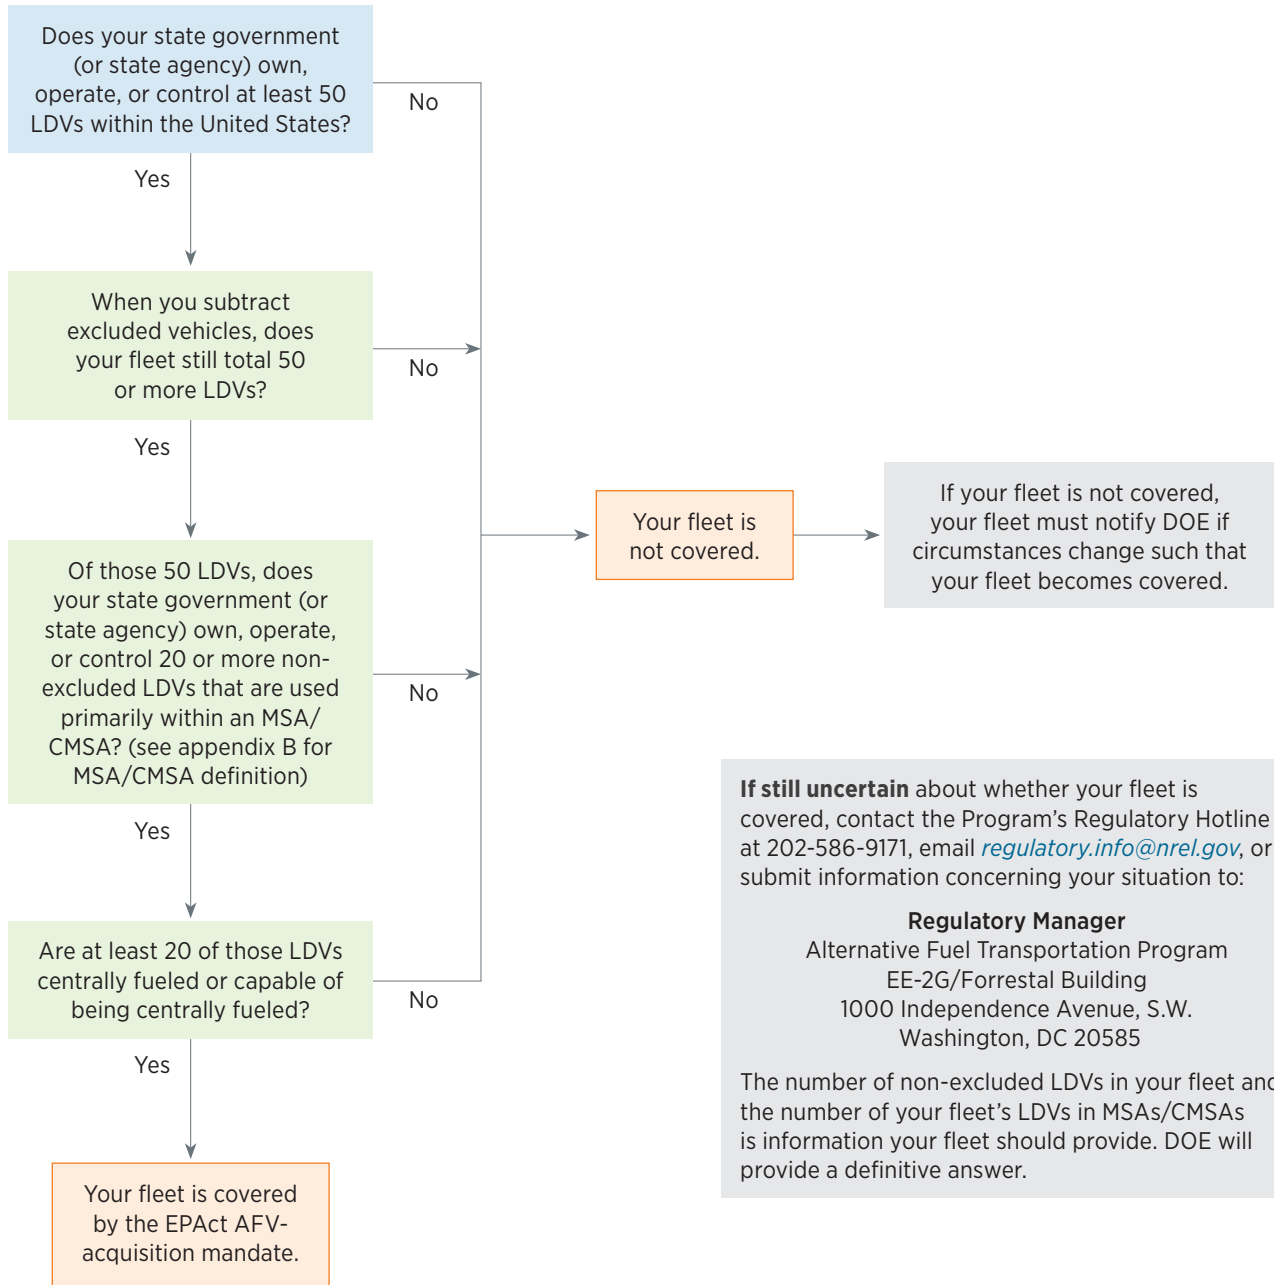 Does your state government
(or state agency) own,
operate, or control at least 50
LDVs within the United States?
No
Yes
When you subtract
excluded vehicles, does
your fleet still total 50
or more LDVs?
No
Yes
Of those 50 LDVs, does
your state government (or
state agency) own, operate,
or control 20 or more non-
excluded LDVs that are used
primarily within an MSA/
CMSA? (see appendix B for
MSA/CMSA definition)
No
Yes
Are at least 20 of those LDVs
centrally fueled or capable of
being centrally fueled?
No
Yes
Your fleet is covered
by the EPAct AFV-
acquisition mandate.
Your fleet is
not covered.
If your fleet is not covered,
your fleet must notify DOE if
circumstances change such that
your fleet becomes covered.
If still uncertain about whether your fleet is
covered, contact the Program’s Regulatory Hotline
at 202-586-9171, email regulatory.info@nrel.gov, or
submit information concerning your situation to:
Regulatory Manager
Alternative Fuel Transportation Program
EE-2G/Forrestal Building
1000 Independence Avenue, S.W.
Washington, DC 20585
The number of non-excluded LDVs in your fleet and
the number of your fleet’s LDVs in MSAs/CMSAs
is information your fleet should provide. DOE will
provide a definitive answer.